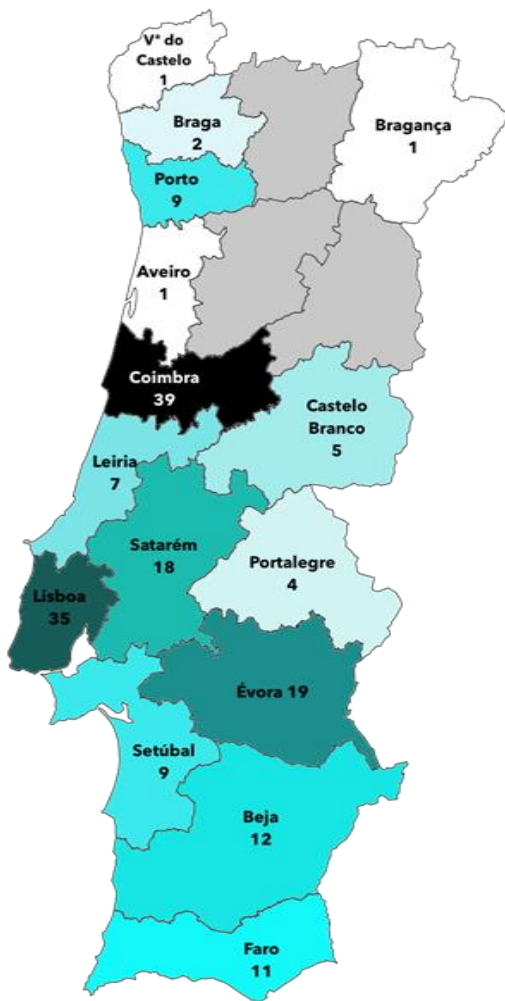 Vª do
Castelo
1
Braga
2
Bragança
1
Porto
9
Aveiro
1
Coimbra
39
Castelo
Branco
5
Leiria
7
Satarém
18
Portalegre
4
Lisboa
35
Évora 19
Setúbal
9
Beja
12
Faro
11